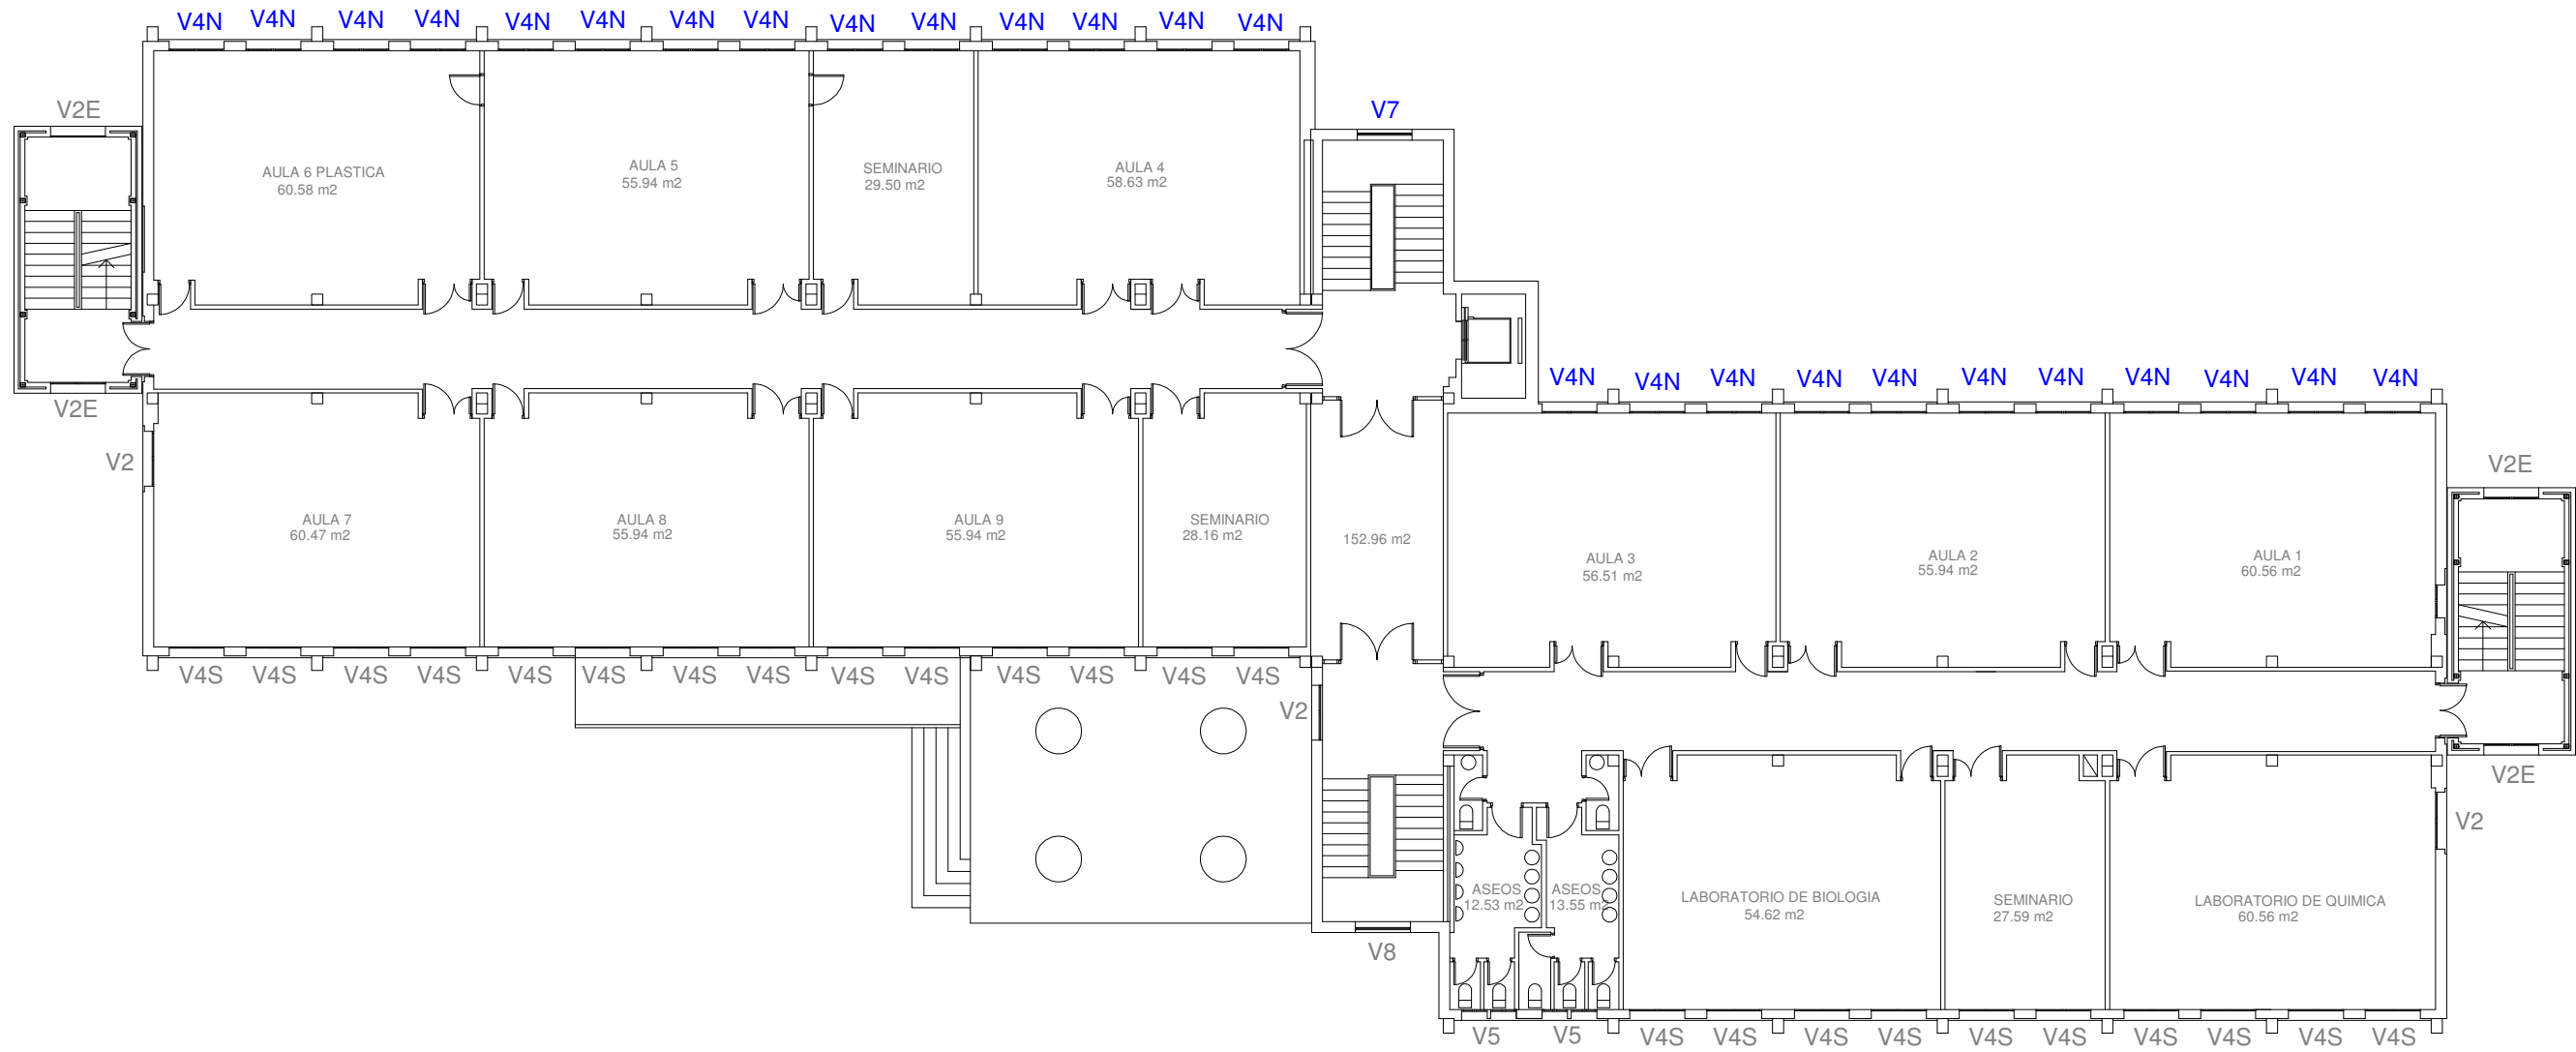 V4N V4N V4N V4N V4N V4N V4N V4N V4N V4N V4N V4N V4N V4N
V2E
V7
AULA 6 PLASTICA
60.58 m2
AULA 5
55.94 m2
SEMINARIO
29.50 m2
AULA 4
58.63 m2
V2E
V4N V4N V4N V4N V4N V4N V4N V4N V4N V4N V4N
V2
V2E
AULA 7
60.47 m2
AULA 8
55.94 m2
AULA 9
55.94 m2
SEMINARIO
28.16 m2
152.96 m2
AULA 3
56.51 m2
AULA 2
55.94 m2
AULA 1
60.56 m2
V4S V4S V4S V4S V4S V4S V4S V4S V4S V4S V4S V4S V4S V4S
V2
V2E
V2
ASEOS
12.53 m2
ASEOS
13.55 m2
LABORATORIO DE BIOLOGIA
54.62 m2
SEMINARIO
27.59 m2
LABORATORIO DE QUIMICA
60.56 m2
V8
V5 V5 V4S V4S V4S V4S V4S V4S V4S V4S V4S V4S